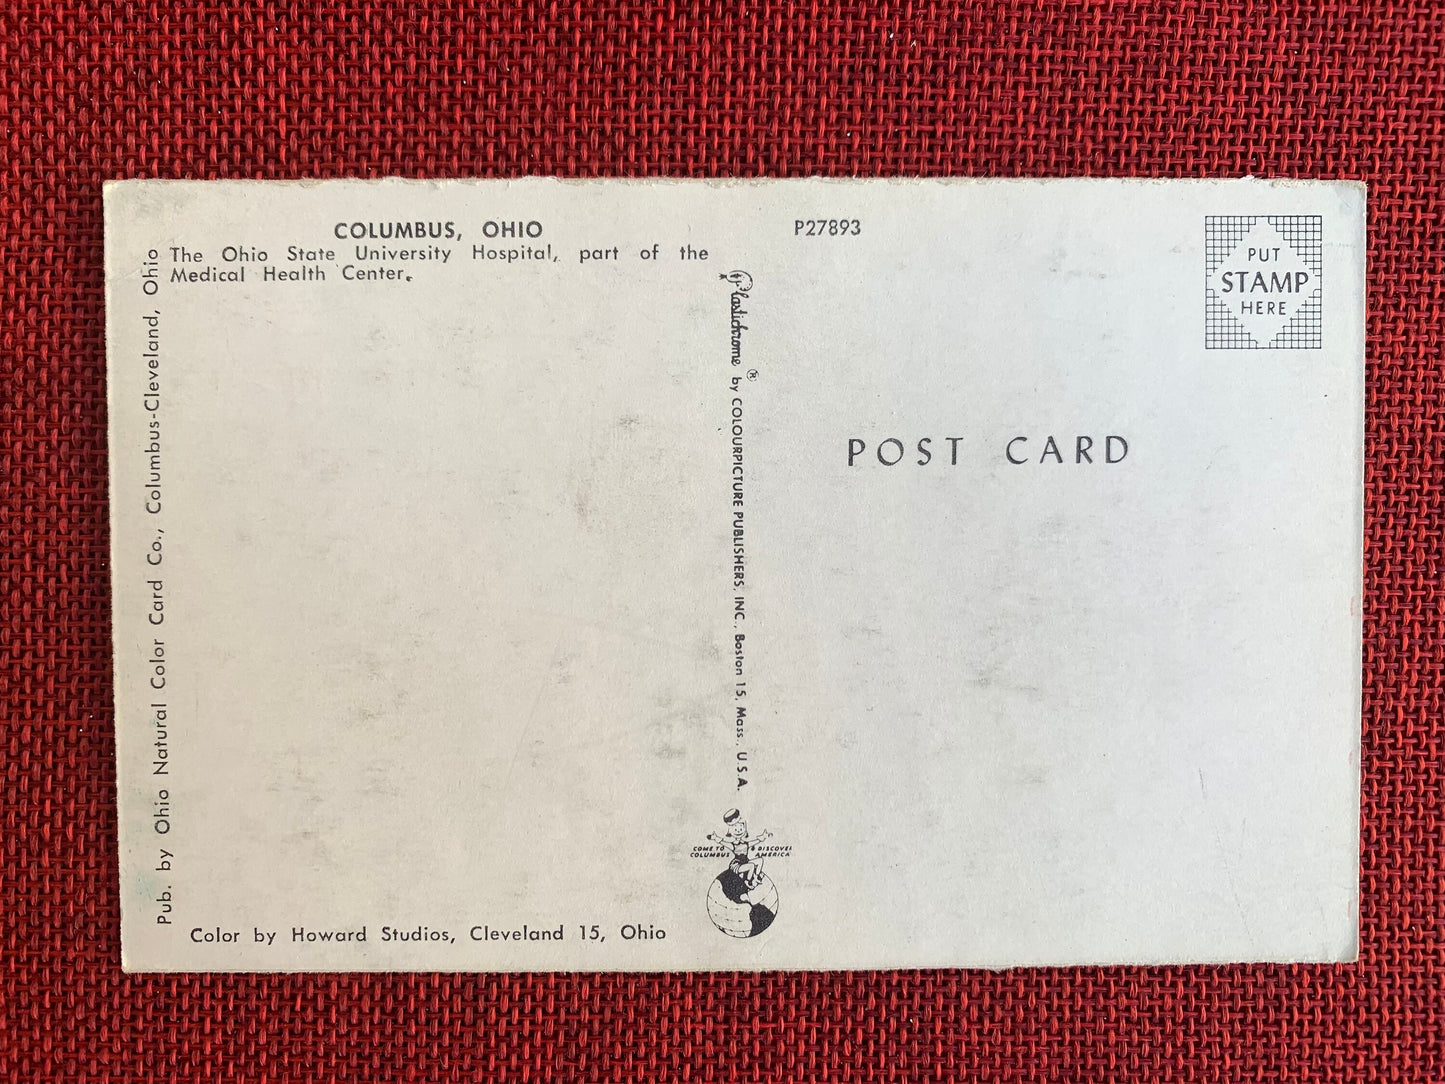 COLUMBUS, OHIO
The Ohio State University Hospital, part of the
Medical Health Center.
Pub. by Ohio Natural Color Card Co., Columbus-Cleveland, Ohio
Color by Howard Studios, Cleveland 15, Ohio
Plastichrome ® by COLOURPICTURE PUBLISHERS, INC., Boston 15, Mass., U.S.A.
COME TO & DISCOVER
COLUMBUS AMERICA
P27893
PUT
STAMP
HERE
POST CARD